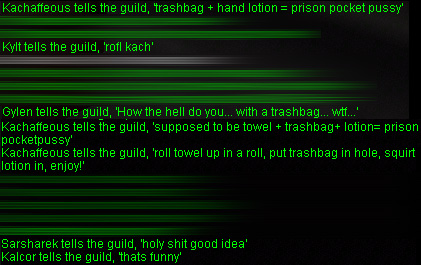 Kachaffeous tells the guild, 'trashbag + hand lotion = prison pocket pussy'
Kylt tells the guild, 'rofl kach'
Gylen tells the guild, 'How the hell do you... with a trashbag... wtf...'
Kachaffeous tells the guild, 'supposed to be towel + trashbag+ lotion= prison
pocketpussy'
Kachaffeous tells the guild, 'roll towel up in a roll, put trashbag in hole, squirt
lotion in, enjoy!'
Sarsharek tells the guild, 'holy shit good idea'
Kalcor tells the guild, 'thats funny'